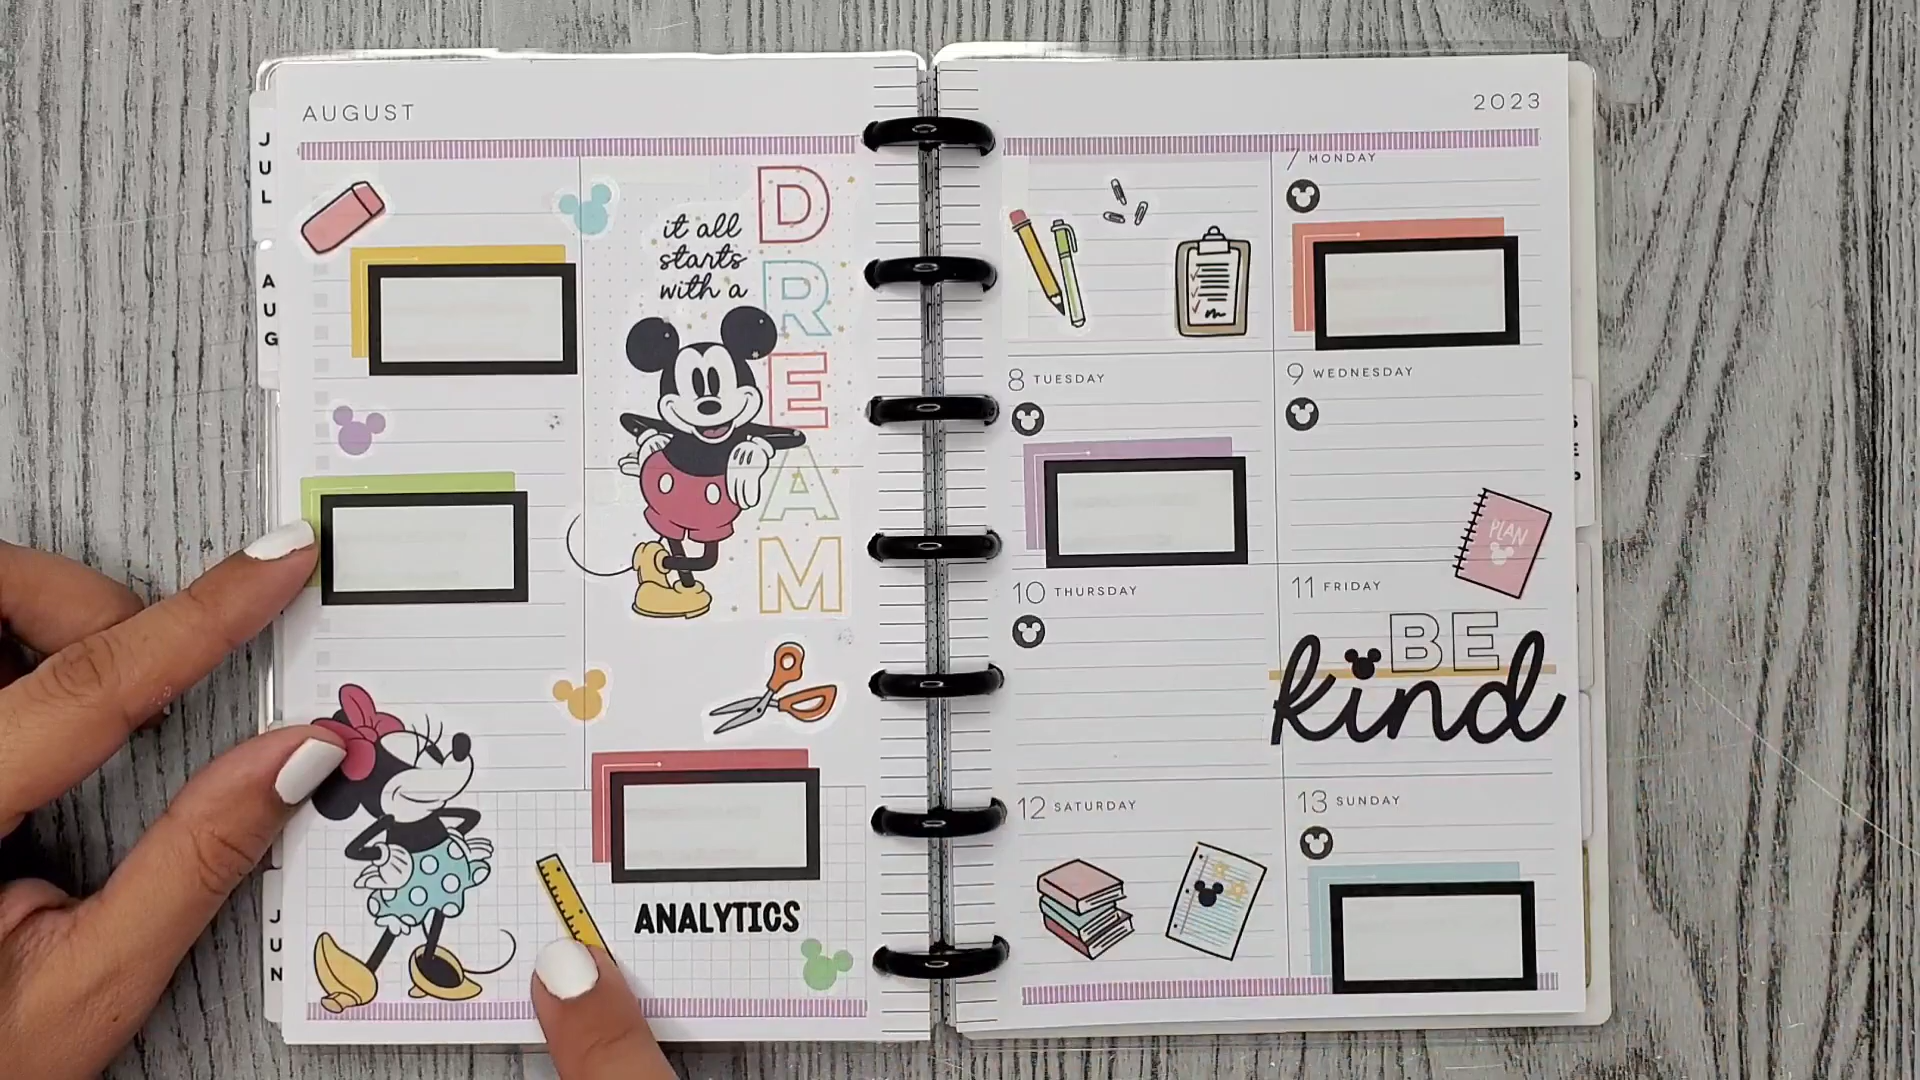 AUGUST
2023
JUL
AUG
JUN
it all
starts
with a
DREAM
ANALYTICS
7 MONDAY
8 TUESDAY
9 WEDNESDAY
PLAN
10 THURSDAY
11 FRIDAY
BE
kind
12 SATURDAY
13 SUNDAY